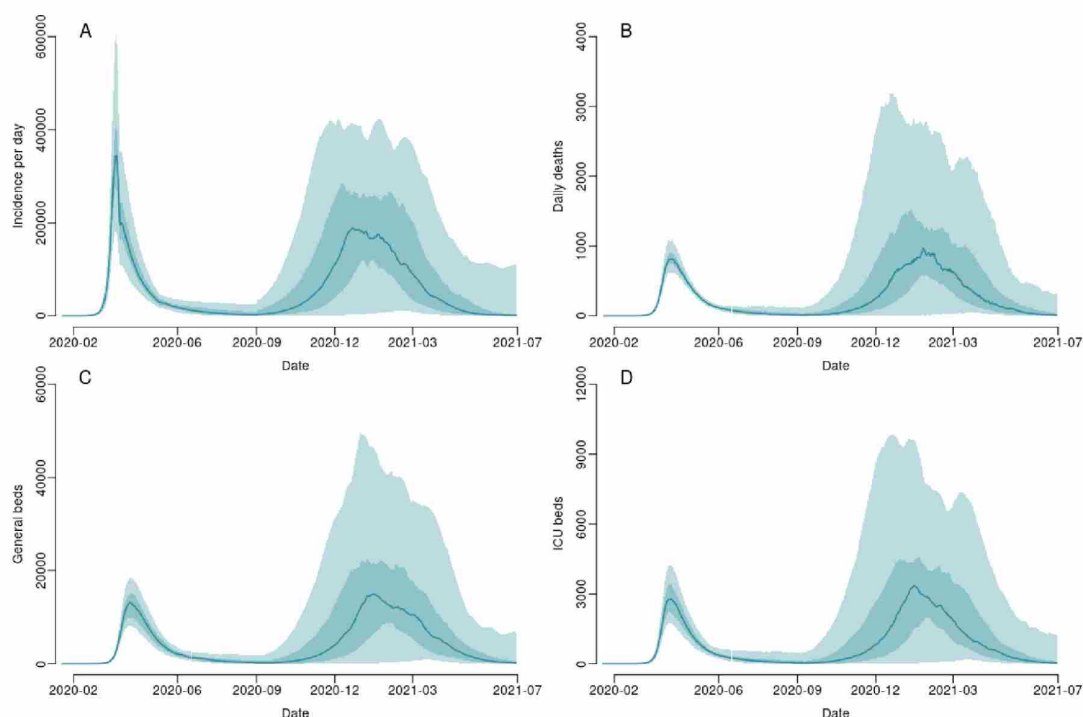 A
Incidence per day
600000
400000
200000
0
2020-02 2020-06 2020-09 2020-12 2021-03 2021-07
Date
B
Daily deaths
4000
3000
2000
1000
0
2020-02 2020-06 2020-09 2020-12 2021-03 2021-07
Date
C
General beds
60000
40000
20000
0
2020-02 2020-06 2020-09 2020-12 2021-03 2021-07
Date
D
ICU beds
12000
9000
6000
3000
0
2020-02 2020-06 2020-09 2020-12 2021-03 2021-07
Date